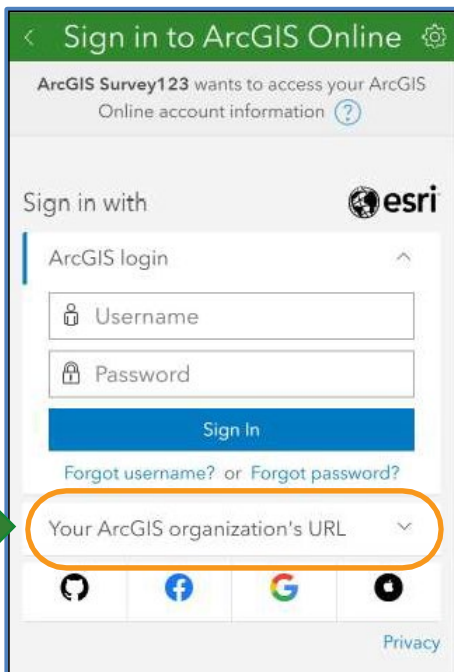 Sign in to ArcGIS Online
ArcGIS Survey123 wants to access your ArcGIS
Online account information ?
Sign in with
esri
ArcGIS login
Username
Password
Sign In
Forgot username? or Forgot password?
Your ArcGIS organization's URL
Privacy